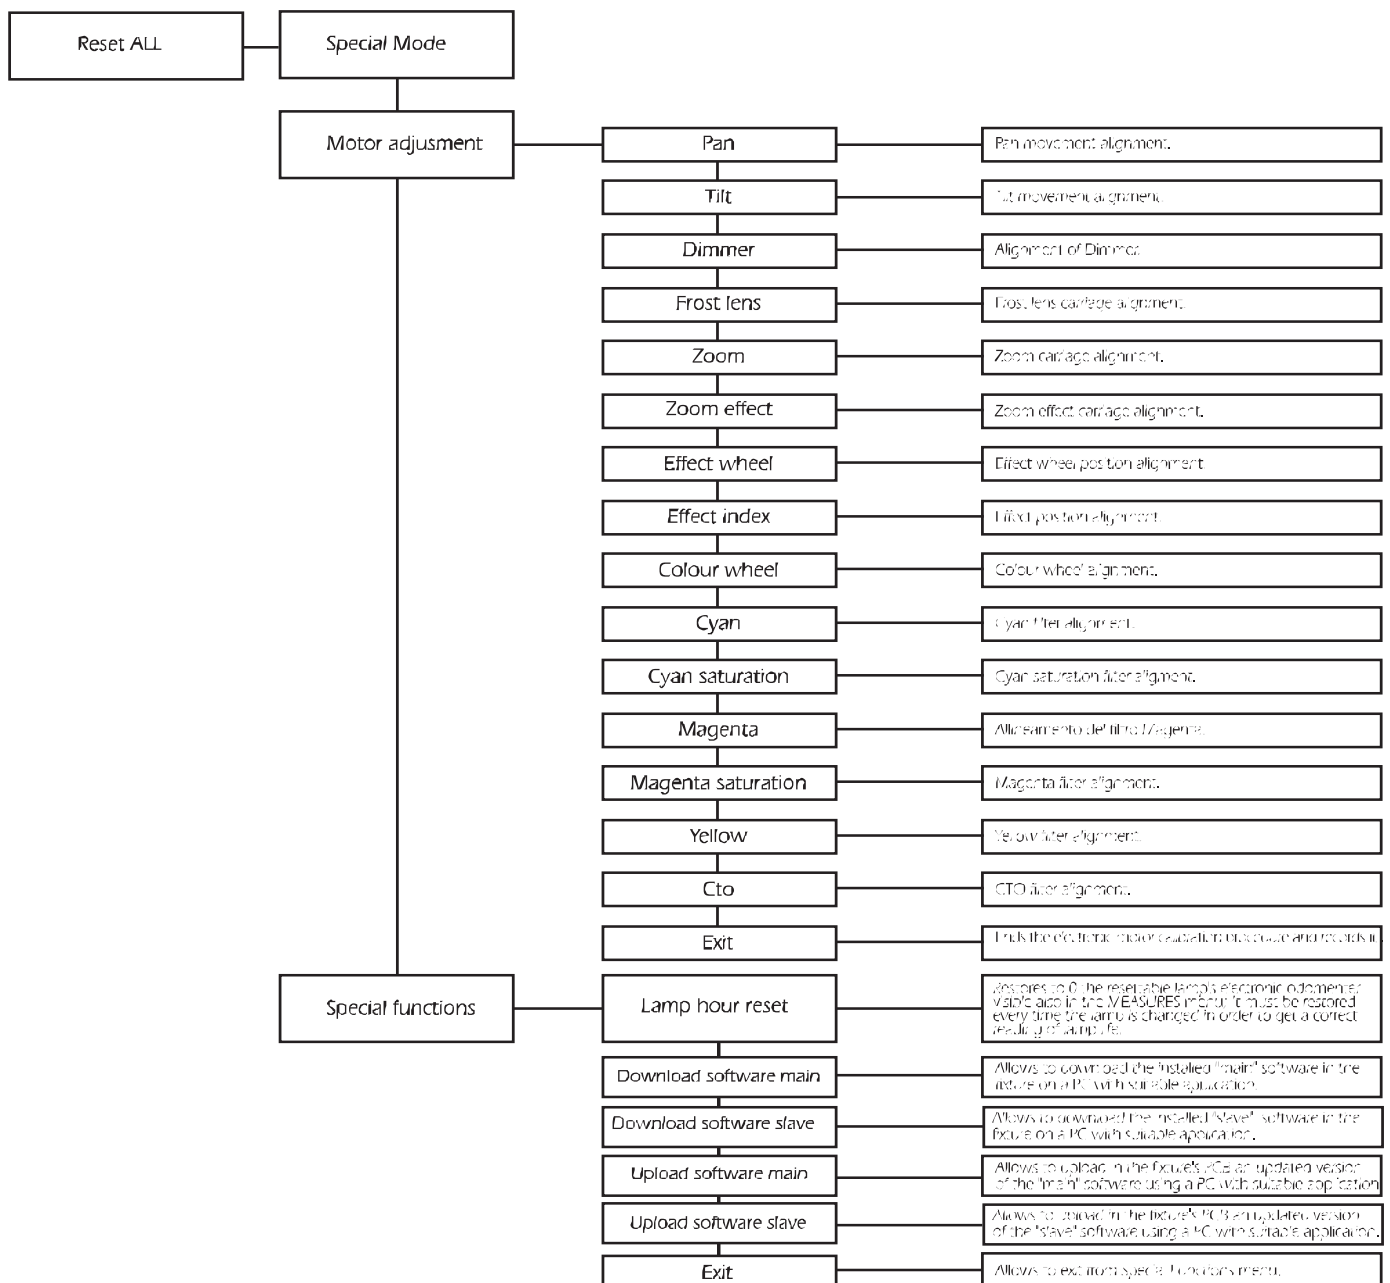 Reset ALL
Special Mode
Motor adjusment
Pan
Pan movement alignment.
Tilt
Tilt movement alignment.
Dimmer
Alignment of Dimmer.
Frost lens
Frost lens carriage alignment.
Zoom
Zoom carriage alignment.
Zoom effect
Zoom effect carriage alignment.
Effect wheel
Effect wheel position alignment.
Effect index
Effect position alignment.
Colour wheel
Colour wheel alignment.
Cyan
Cyan filter alignment.
Cyan saturation
Cyan saturation filter aligment.
Magenta
Allineamento del filtro Magenta.
Magenta saturation
Magenta filter alignment.
Yellow
Yellow filter alignment.
Cto
CTO filter alignment.
Exit
Ends the electronic motor calibration procedure and records it.
Special functions
Lamp hour reset
Restores to 0 the resettable lamp's electronic odometer
visible also in the MEASURES menu; it must be restored
every time the lamp is changed in order to get a correct
reading of lamp life.
Download software main
Allows to download the installed "main" software in the
fixture on a PC with suitable application.
Download software slave
Allows to download the installed "slave" software in the
fixture on a PC with suitable application.
Upload software main
Allows to upload in the fixture's PCB an updated version
of the "main" software using a PC with suitable application
Upload software slave
Allows to upload in the fixture's PCB an updated version
of the "slave" software using a PC with suitable application.
Exit
Allows to exit from Special Functions menu.